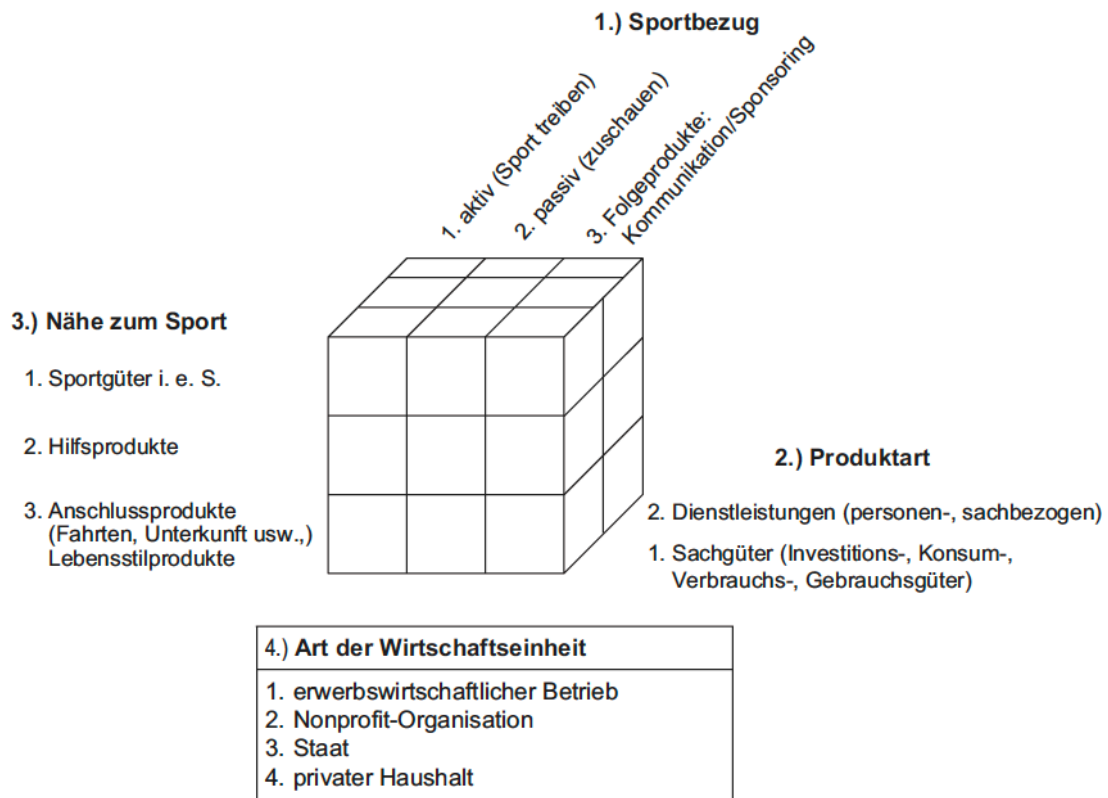 1.) Sportbezug
1. aktiv (Sport treiben)
2. passiv (zuschauen)
3. Folgeprodukte:
Kommunikation/Sponsoring
3.) Nähe zum Sport
1. Sportgüter i. e. S.
2. Hilfsprodukte
3. Anschlussprodukte
(Fahrten, Unterkunft usw.,)
Lebensstilprodukte
2.) Produktart
2. Dienstleistungen (personen-, sachbezogen)
1. Sachgüter (Investitions-, Konsum-,
Verbrauchs-, Gebrauchsgüter)
4.) Art der Wirtschaftseinheit
1. erwerbswirtschaftlicher Betrieb
2. Nonprofit-Organisation
3. Staat
4. privater Haushalt